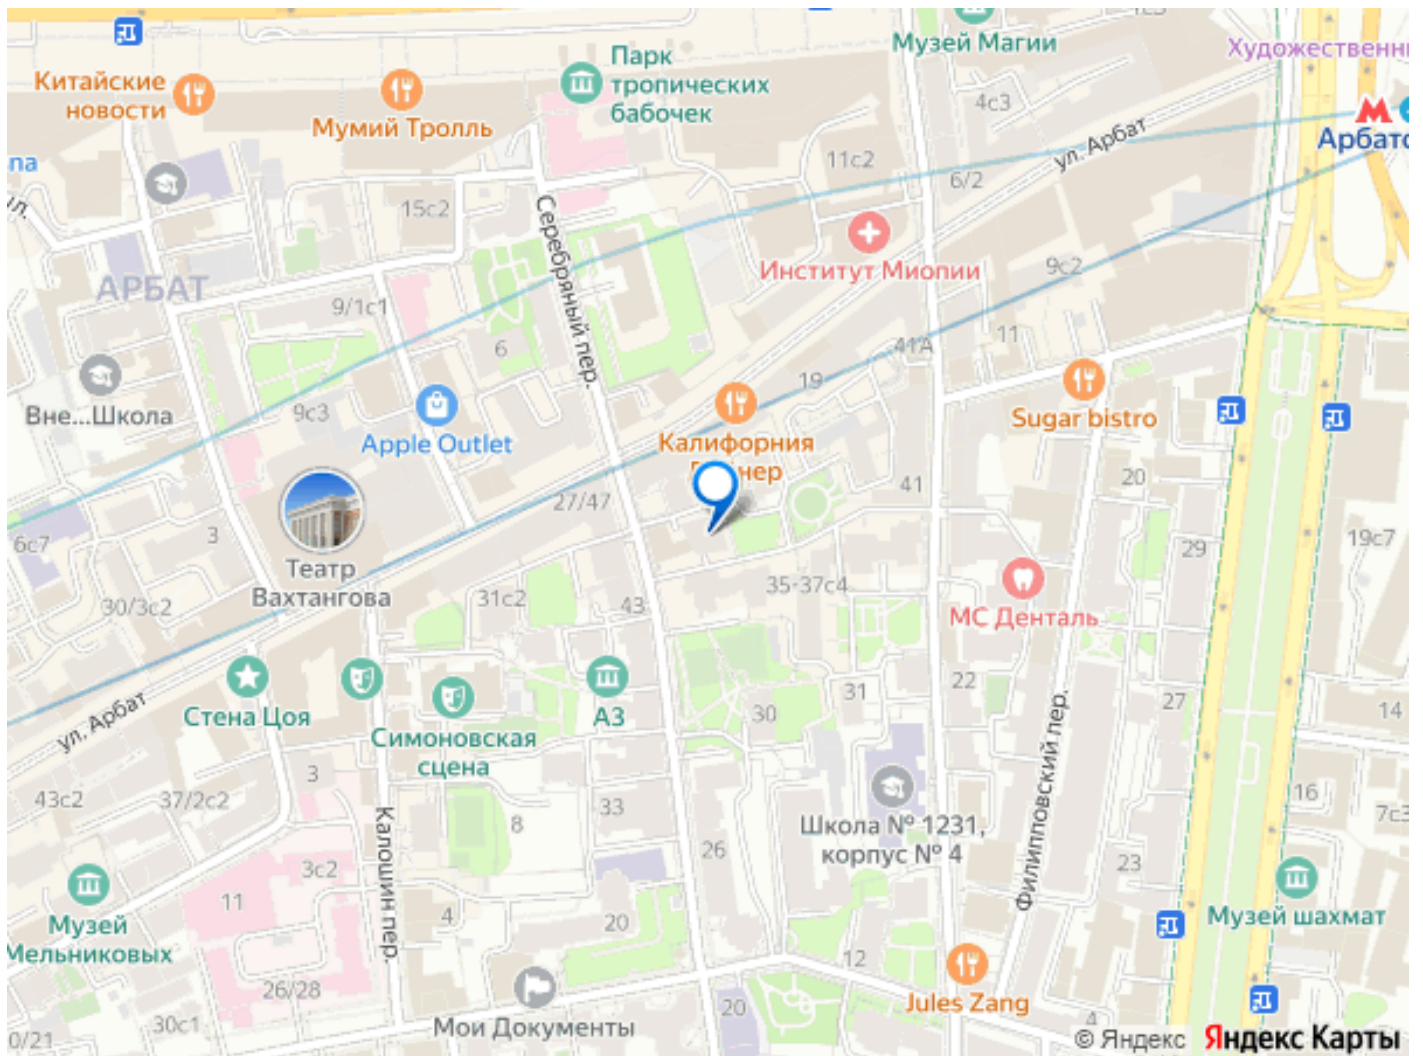 Музей Магии
4с3
Художественн
Китайские
новости
Мумий Тролль
Парк
тропических
бабочек
ул. Арбат
Арбатс
11с2
6/2
15с2
Серебряный пер.
Институт Миопии
9с2
АРБАТ
9/1с1
6
11
41А
19
Вне...Школа
9с3
Apple Outlet
Калифорния
нер
Sugar bistro
20
41
27/47
3
6с7
19с7
29
Театр
Вахтангова
30/3с2
31с2
43
35-37с4
МС Денталь
22
31
30
27
14
ул. Арбат
Стена Цоя
Симоновская
сцена
А3
Филипповский пер.
3
43с2
37/2с2
Калошин пер.
8
33
16
7с3
Школа № 1231,
корпус № 4
26
23
3с2
11
4
20
Музей
Мельниковых
Музей шахмат
12
26/28
Jules Zang
20
4
30с1
0/21
Мои Документы
© Яндекс Яндекс Карты